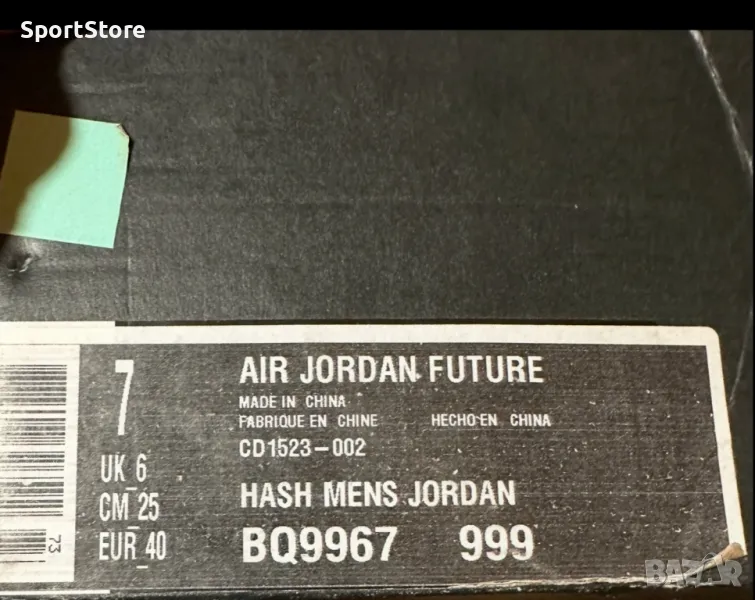 SportStore
7
AIR JORDAN FUTURE
MADE IN CHINA
FABRIQUE EN CHINE HECHO EN CHINA
CD1523-002
UK 6
CM 25
HASH MENS JORDAN
EUR 40
BQ9967 999
73
BAZAR